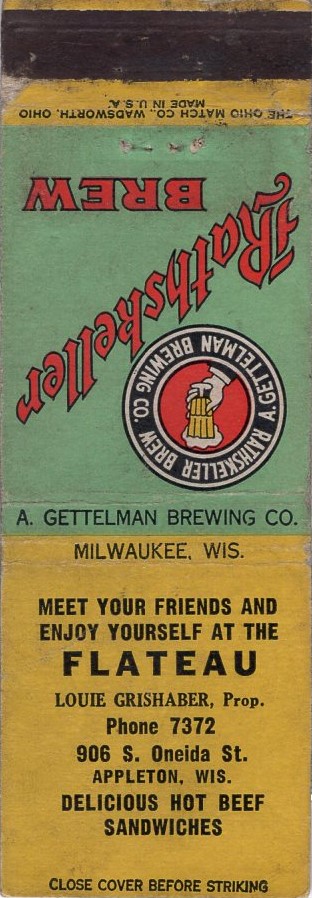 THE OHIO MATCH CO., WADSWORTH, OHIO
MADE IN U.S.A.
Rathskeller
BREW
A. GETTELMAN BREWING CO.
RATHSKELLER BREW
A. GETTELMAN BREWING CO.
MILWAUKEE, WIS.
MEET YOUR FRIENDS AND
ENJOY YOURSELF AT THE
FLATEAU
LOUIE GRISHABER, Prop.
Phone 7372
906 S. Oneida St.
APPLETON, WIS.
DELICIOUS HOT BEEF
SANDWICHES
CLOSE COVER BEFORE STRIKING